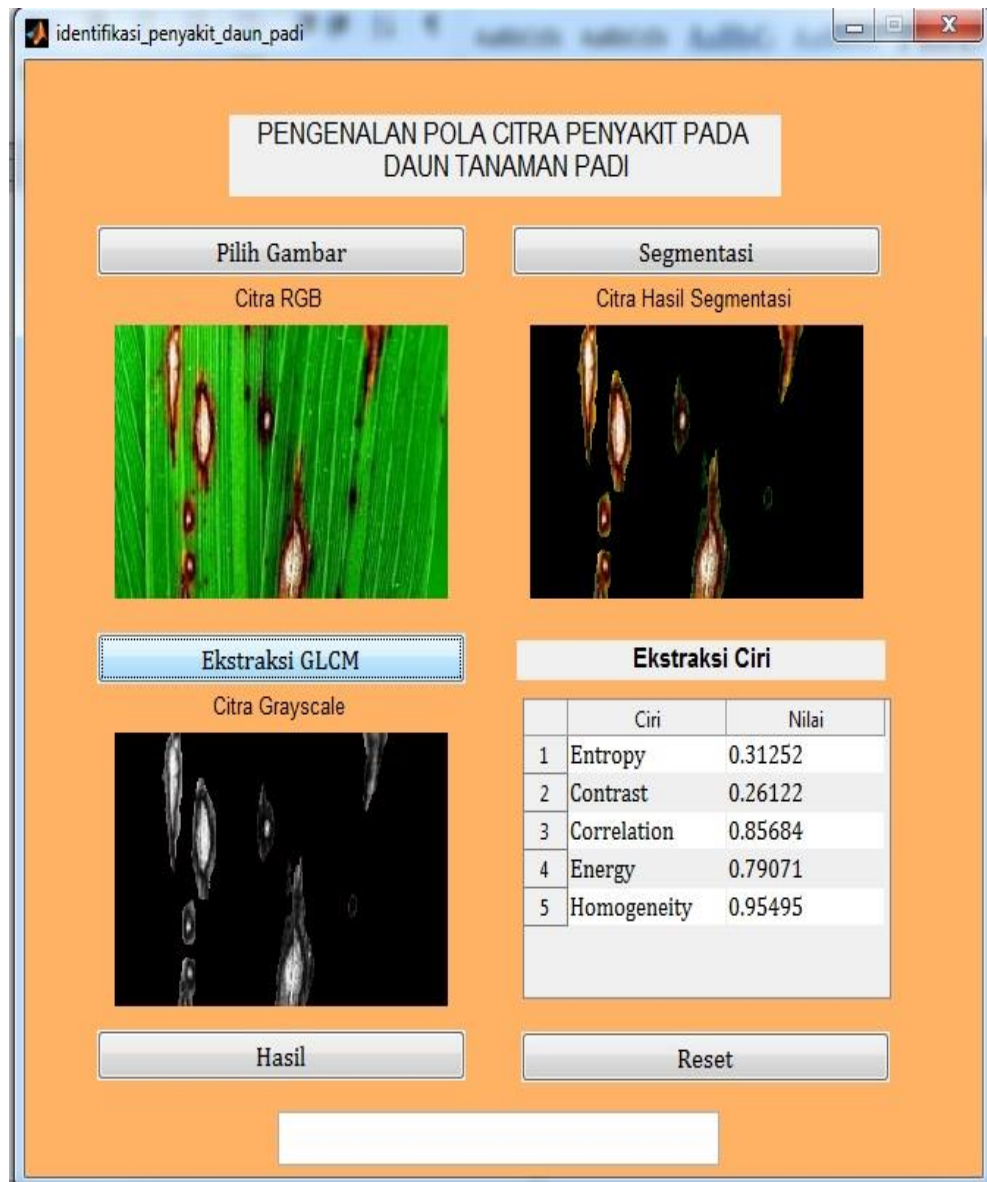 identifikasi_penyakit_daun_padi
PENGENALAN POLA CITRA PENYAKIT PADA
DAUN TANAMAN PADI
Pilih Gambar
Segmentasi
Citra RGB
Citra Hasil Segmentasi
Ekstraksi GLCM
Ekstraksi Ciri
Citra Grayscale
Ciri Nilai
1 Entropy 0.31252
2 Contrast 0.26122
3 Correlation 0.85684
4 Energy 0.79071
5 Homogeneity 0.95495
Hasil
Reset